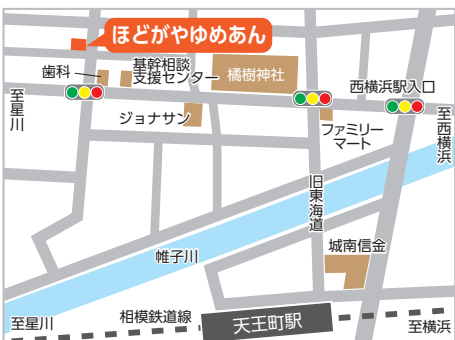 ほどがやゆめあん
歯科
基幹相談
支援センター
橘樹神社
西横浜駅入口
至星川
ジョナサン
ファミリー
マート
至西横浜
旧東海道
帷子川
城南信金
至星川
相模鉄道線
天王町駅
至横浜